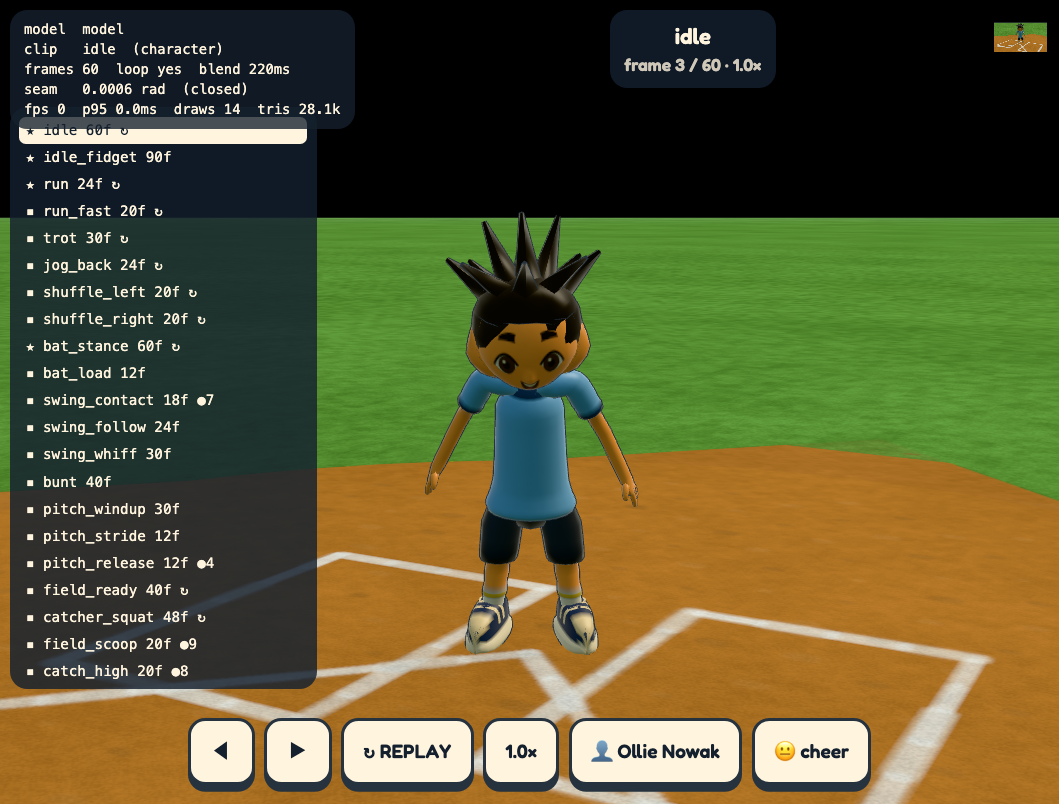 model model
clip idle (character)
frames 60 loop yes blend 220ms
seam 0.0006 rad (closed)
fps 0 p95 0.0ms draws 14 tris 28.1k
★ idle 60f ↻
★ idle_fidget 90f
★ run 24f ↻
▪ run_fast 20f ↻
▪ trot 30f ↻
▪ jog_back 24f ↻
▪ shuffle_left 20f ↻
▪ shuffle_right 20f ↻
★ bat_stance 60f ↻
▪ bat_load 12f
▪ swing_contact 18f ●7
▪ swing_follow 24f
▪ swing_whiff 30f
▪ bunt 40f
▪ pitch_windup 30f
▪ pitch_stride 12f
▪ pitch_release 12f ●4
▪ field_ready 40f ↻
▪ catcher_squat 48f ↻
▪ field_scoop 20f ●9
▪ catch_high 20f ●8
idle
frame 3 / 60 · 1.0×
◀ ▶ ↻ REPLAY 1.0× 👤 Ollie Nowak 😐 cheer